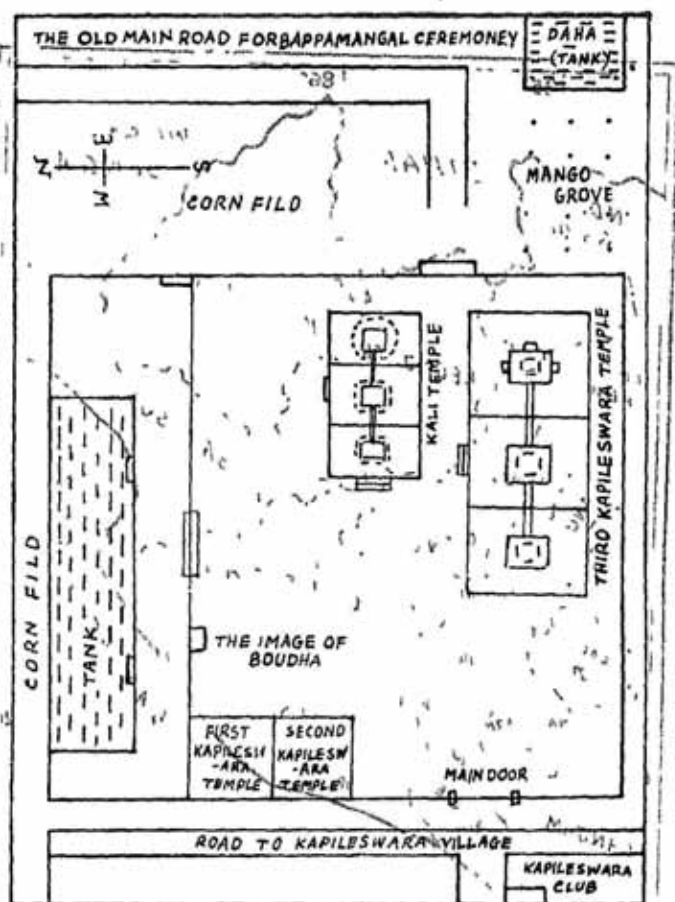 THE OLD MAIN ROAD FORBAPPAMANGAL CEREMONEY
DAHA
(TANK)
E
N
S
W
CORN FILD
MANGO
GROVE
KALI TEMPLE
THIRD KAPILESWARA TEMPLE
CORN FILD
TANK
THE IMAGE OF
BOUDHA
FIRST
KAPILESW
-ARA
TEMPLE
SECOND
KAPILESW
-ARA
TEMPLE
MAIN DOOR
ROAD TO KAPILESWARA VILLAGE
KAPILESWARA
CLUB